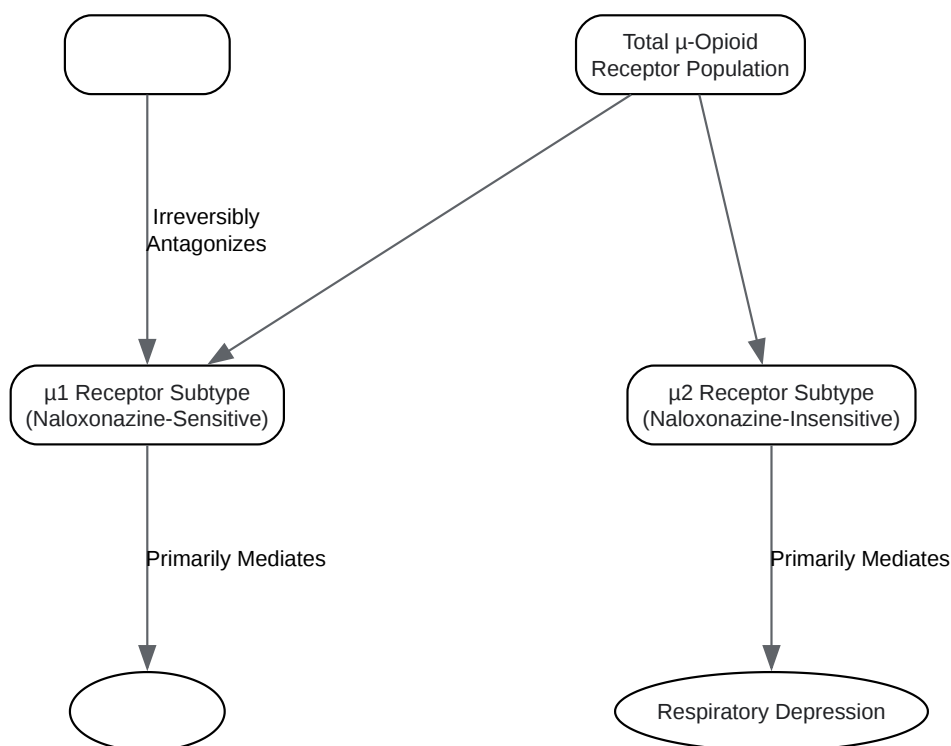 Total µ-Opioid
Receptor Population
Irreversibly
Antagonizes
µ1 Receptor Subtype
(Naloxonazine-Sensitive)
µ2 Receptor Subtype
(Naloxonazine-Insensitive)
Primarily Mediates
Primarily Mediates
Respiratory Depression